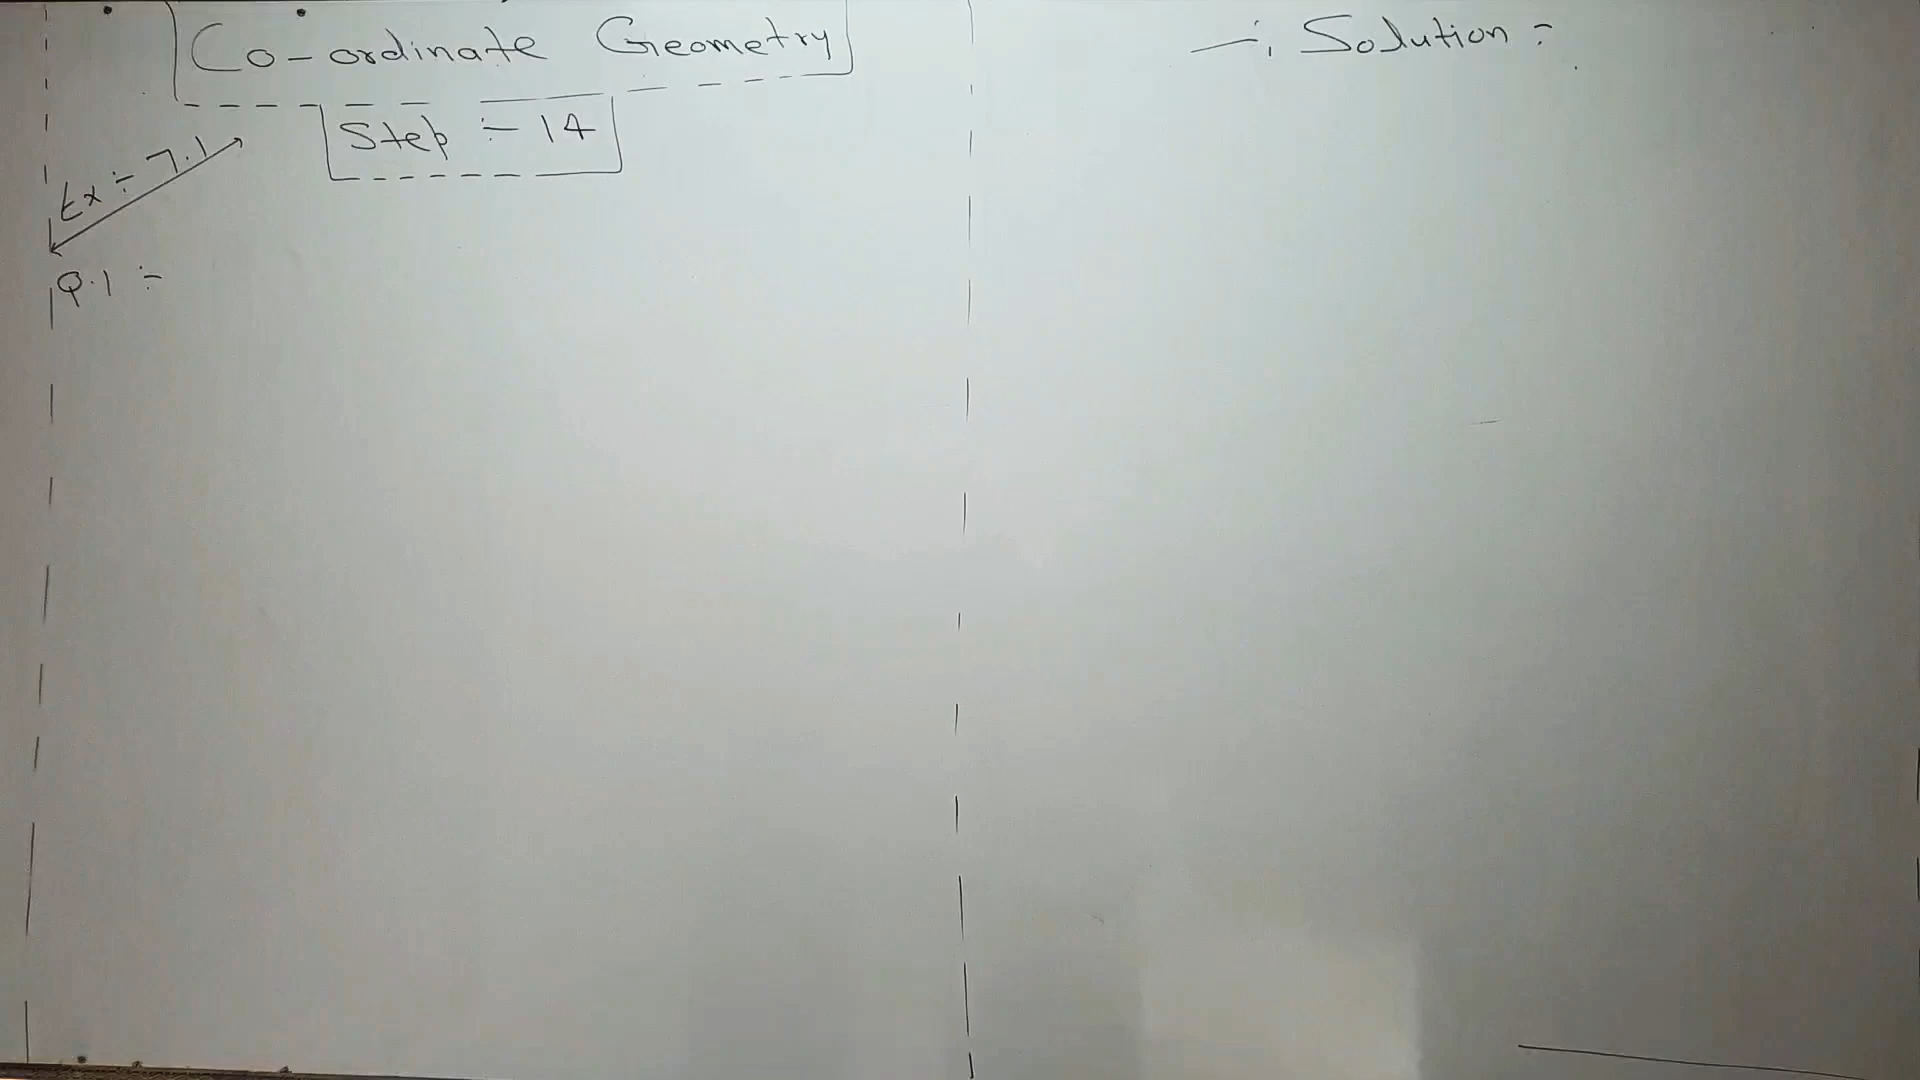 Co-ordinate Geometry
Step :- 14
Ex :- 7.1
Q.1 :-
—: Solution :-